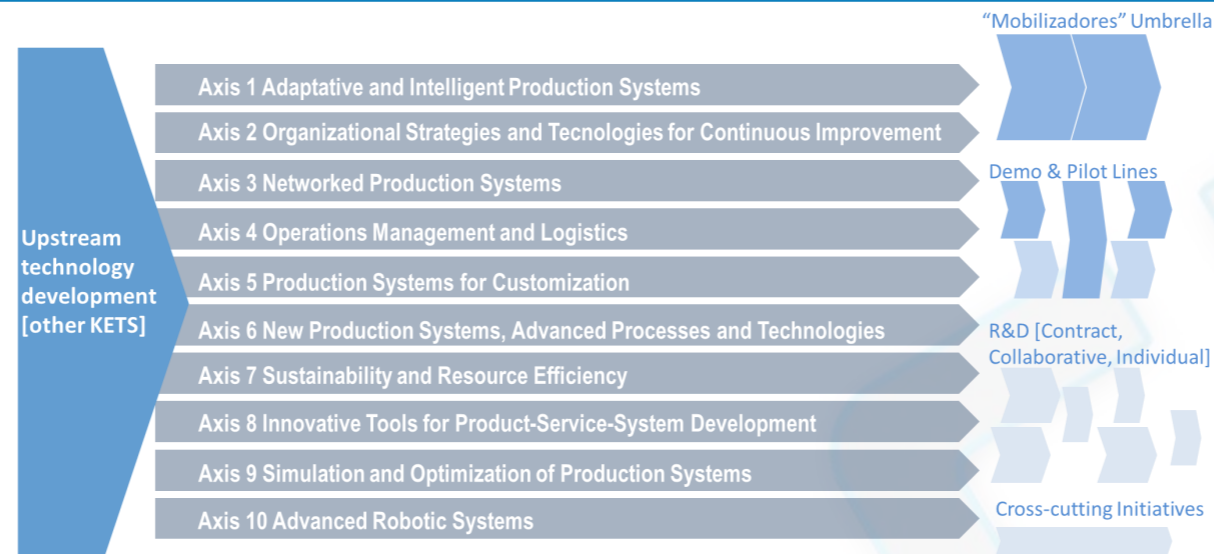 “Mobilizadores” Umbrella
Axis 1 Adaptative and Intelligent Production Systems
Axis 2 Organizational Strategies and Tecnologies for Continuous Improvement
Axis 3 Networked Production Systems
Axis 4 Operations Management and Logistics
Axis 5 Production Systems for Customization
Axis 6 New Production Systems, Advanced Processes and Technologies
Axis 7 Sustainability and Resource Efficiency
Axis 8 Innovative Tools for Product-Service-System Development
Axis 9 Simulation and Optimization of Production Systems
Axis 10 Advanced Robotic Systems
Upstream
technology
development
[other KETS]
Demo & Pilot Lines
R&D [Contract,
Collaborative, Individual]
Cross-cutting Initiatives